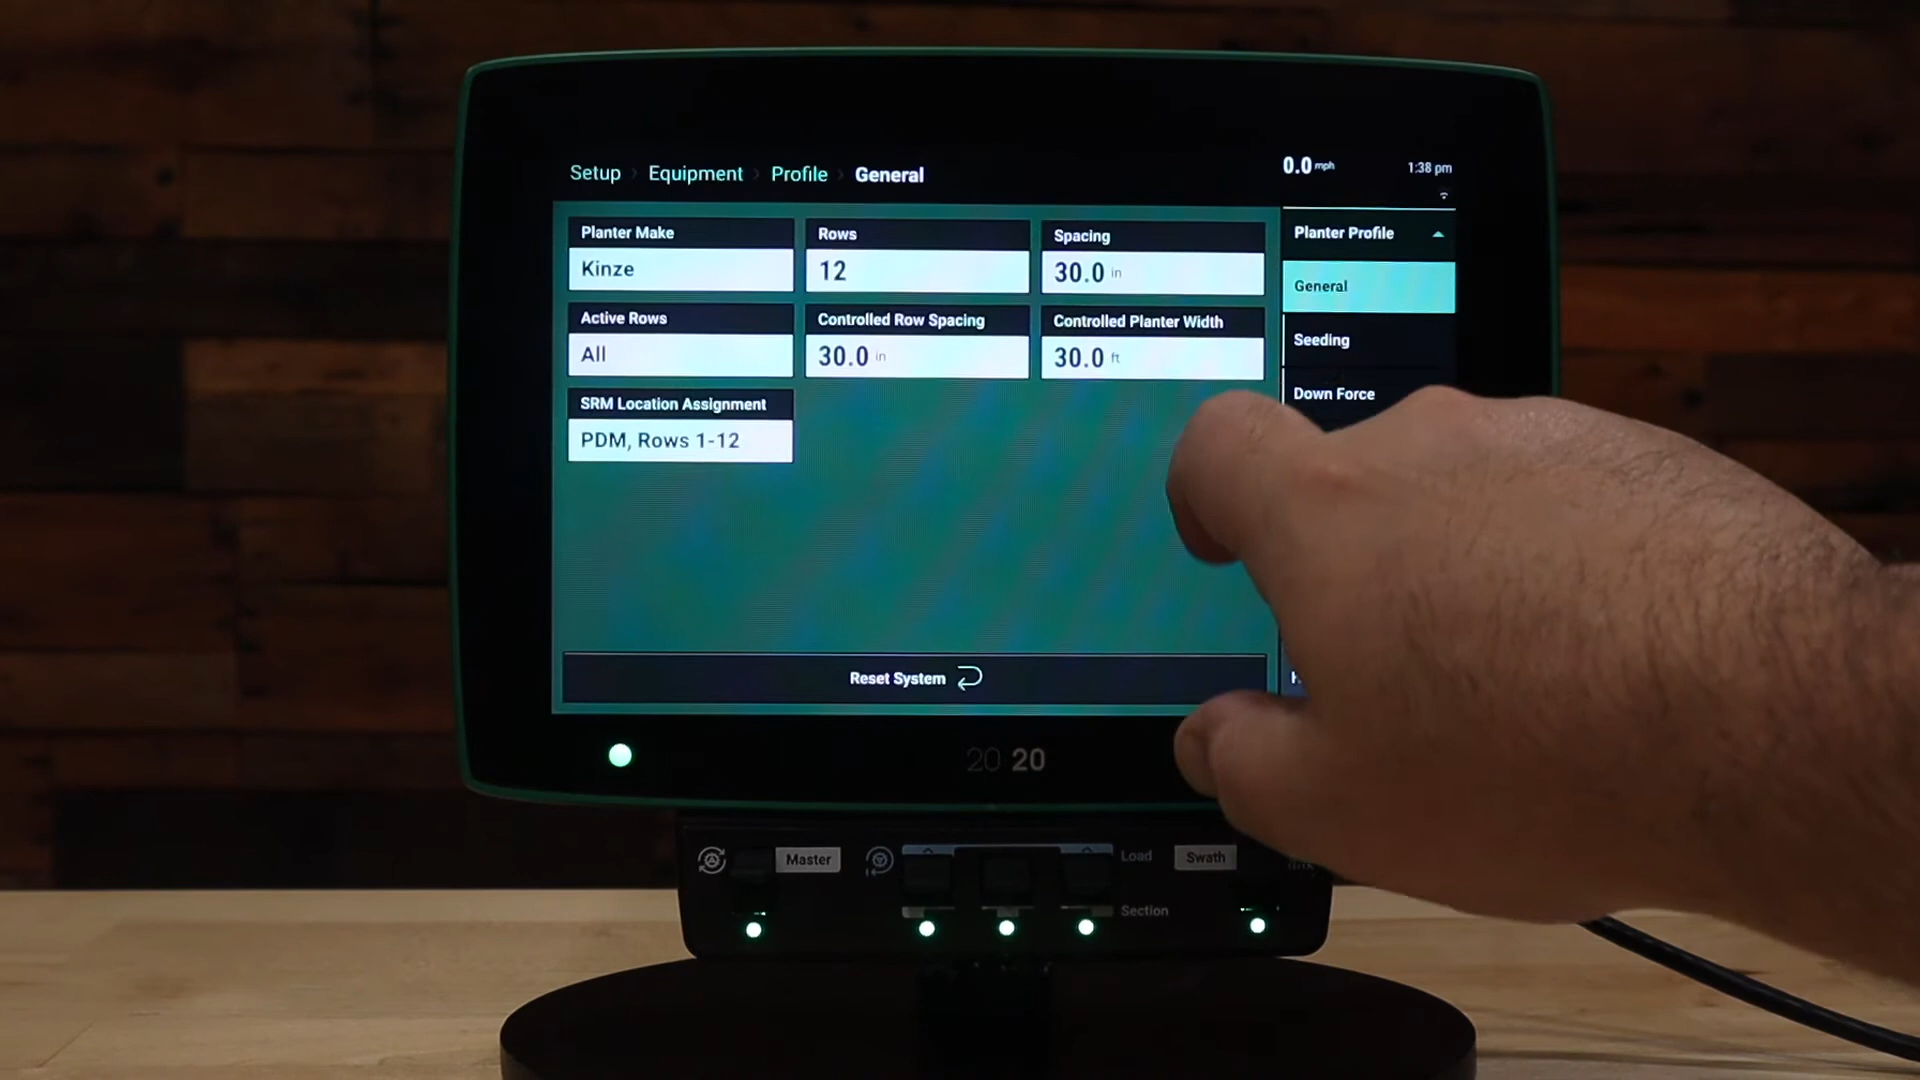 Setup › Equipment › Profile › General
0.0 mph
1:38 pm
Planter Make
Kinze
Rows
12
Spacing
30.0 in
Active Rows
All
Controlled Row Spacing
30.0 in
Controlled Planter Width
30.0 ft
SRM Location Assignment
PDM, Rows 1-12
Reset System
Planter Profile
General
Seeding
Down Force
20 20
Master
Load
Swath
Section